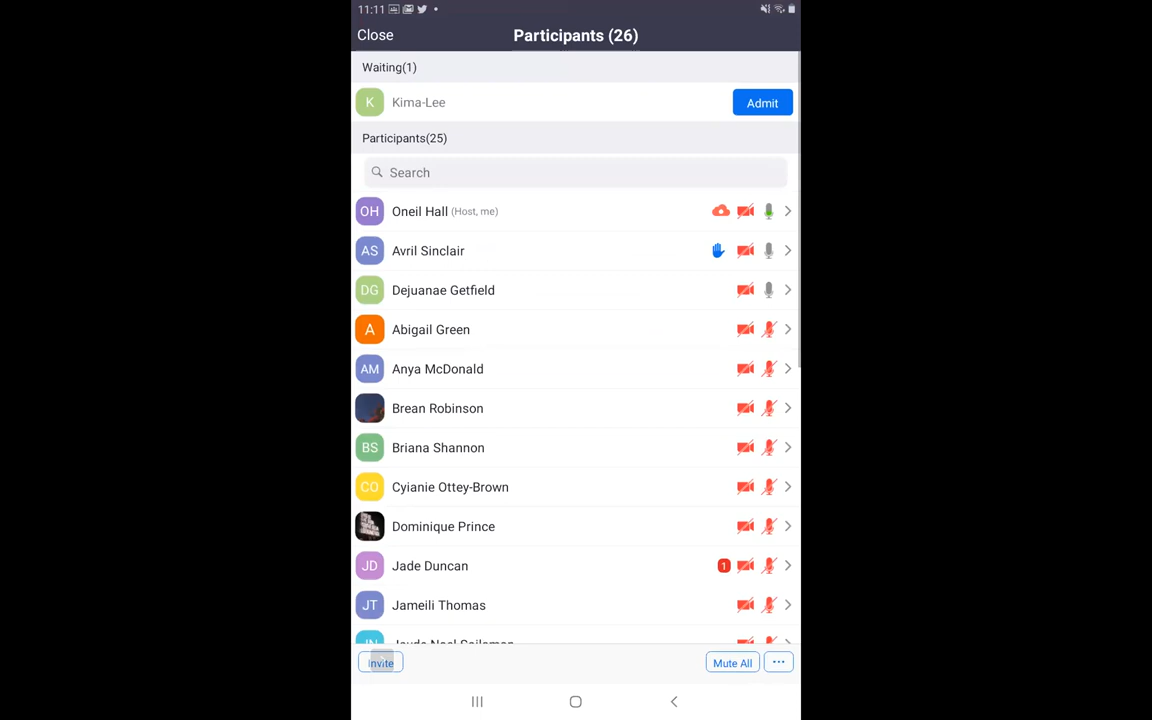 11:11
Close
Participants (26)
Waiting(1)
K
Kima-Lee
Admit
Participants(25)
Search
OH
Oneil Hall (Host, me)
AS
Avril Sinclair
DG
Dejuanae Getfield
A
Abigail Green
AM
Anya McDonald
Brean Robinson
BS
Briana Shannon
CO
Cyianie Ottey-Brown
Dominique Prince
JD
Jade Duncan
1
JT
Jameili Thomas
JN
Invite
Mute All